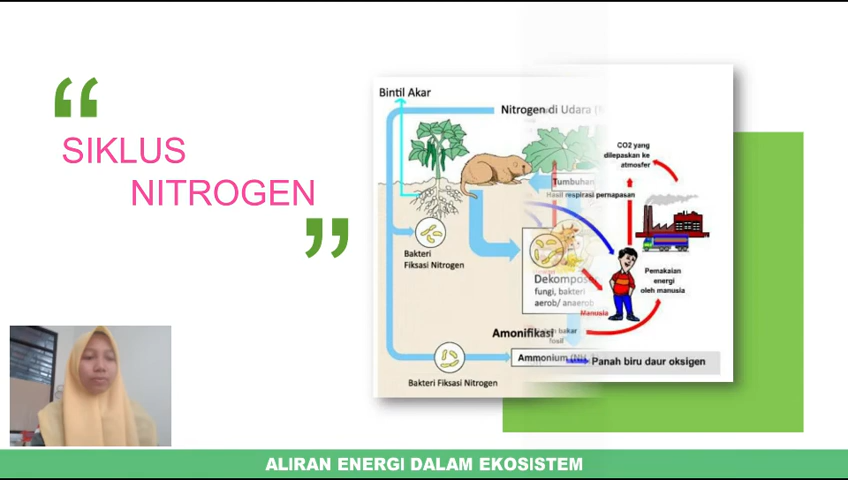 SIKLUS
NITROGEN
Bintil Akar
Nitrogen di Udara
CO2 yang
dilepaskan ke
atmosfer
Tumbuhan
Hasil respirasi pernapasan
Bakteri
Fiksasi Nitrogen
Pemakaian
energi
oleh manusia
Dekompos
fungi, bakteri
aerob/ anaerob
Manusia
Amonifikasi
bakar
fosil
Ammonium
Panah biru daur oksigen
Bakteri Fiksasi Nitrogen
ALIRAN ENERGI DALAM EKOSISTEM